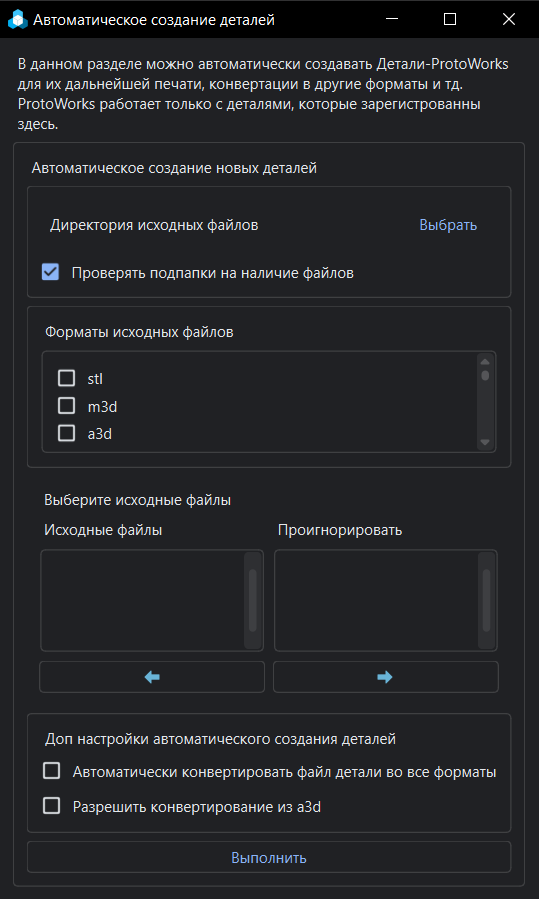 Автоматическое создание деталей
В данном разделе можно автоматически создавать Детали-ProtoWorks
для их дальнейшей печати, конвертации в другие форматы и тд.
ProtoWorks работает только с деталями, которые зарегистрированны
здесь.
Автоматическое создание новых деталей
Директория исходных файлов
Выбрать
Проверять подпапки на наличие файлов
Форматы исходных файлов
stl
m3d
a3d
Выберите исходные файлы
Исходные файлы
Проигнорировать
Доп настройки автоматического создания деталей
Автоматически конвертировать файл детали во все форматы
Разрешить конвертирование из a3d
Выполнить